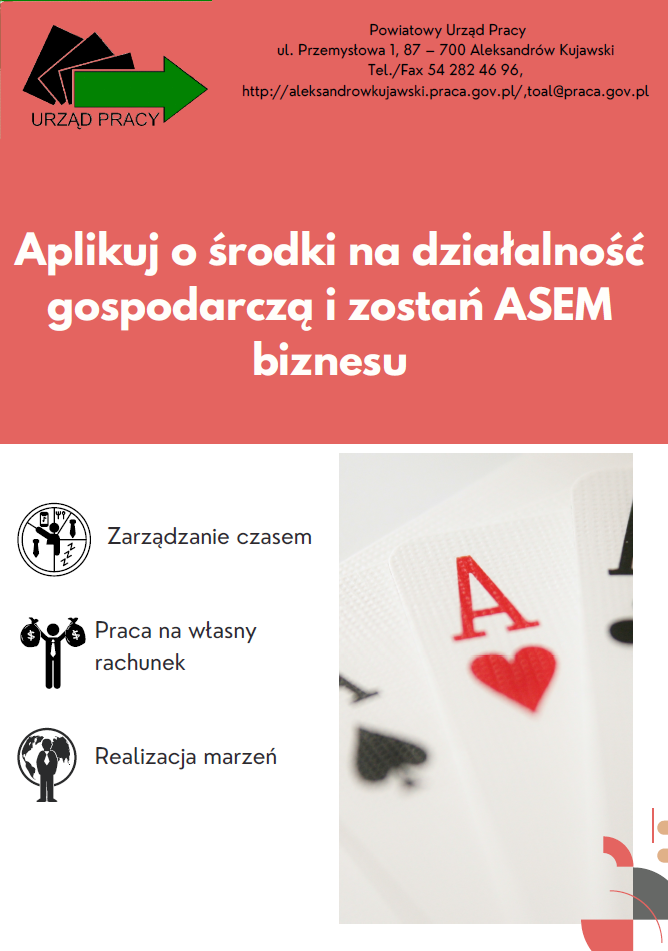 URZĄD PRACY
Powiatowy Urząd Pracy
ul. Przemysłowa 1, 87 – 700 Aleksandrów Kujawski
Tel./Fax 54 282 46 96,
http://aleksandrowkujawski.praca.gov.pl/,toal@praca.gov.pl
Aplikuj o środki na działalność
gospodarczą i zostań ASEM
biznesu
Zarządzanie czasem
Praca na własny
rachunek
Realizacja marzeń
A
A